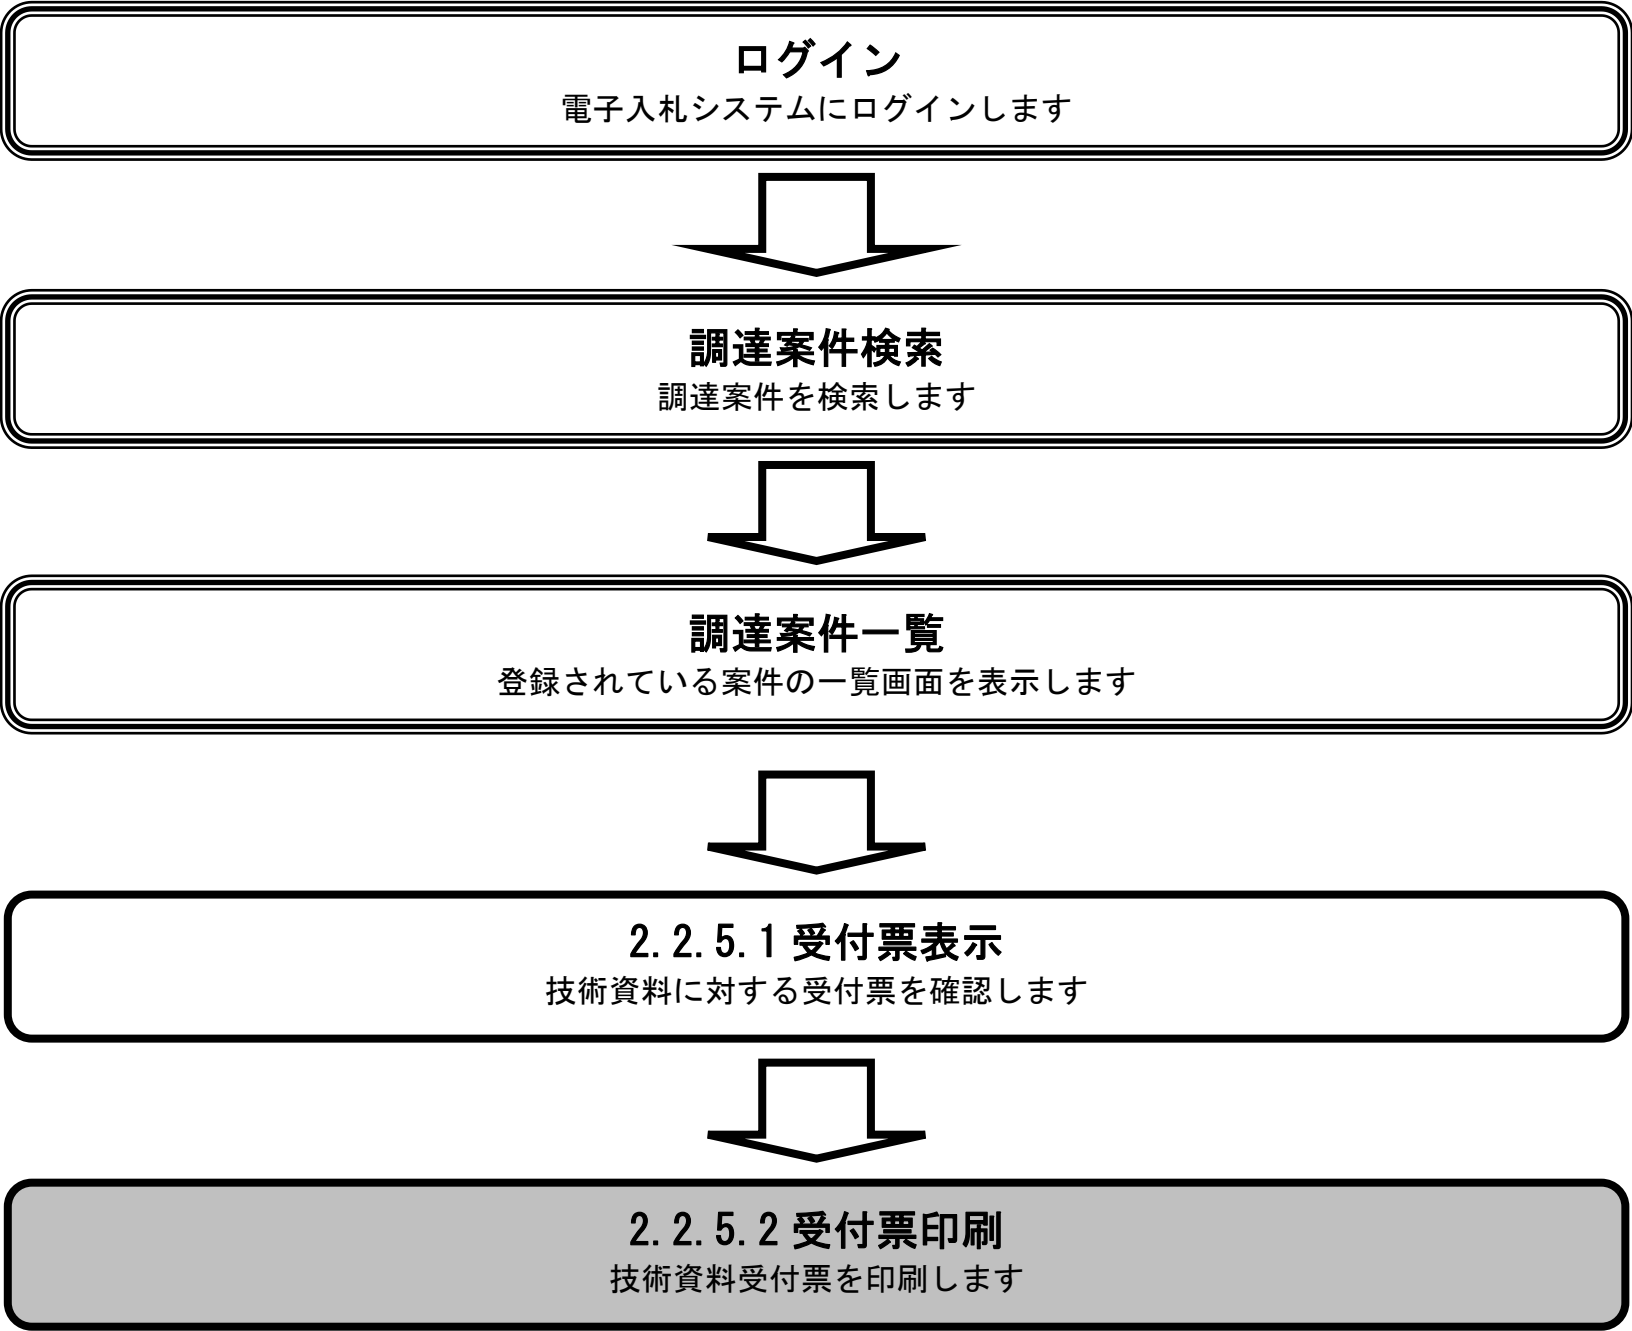 ログイン
電子入札システムにログインします
調達案件検索
調達案件を検索します
調達案件一覧
登録されている案件の一覧画面を表示します
2.2.5.1 受付票表示
技術資料に対する受付票を確認します
2.2.5.2 受付票印刷
技術資料受付票を印刷します